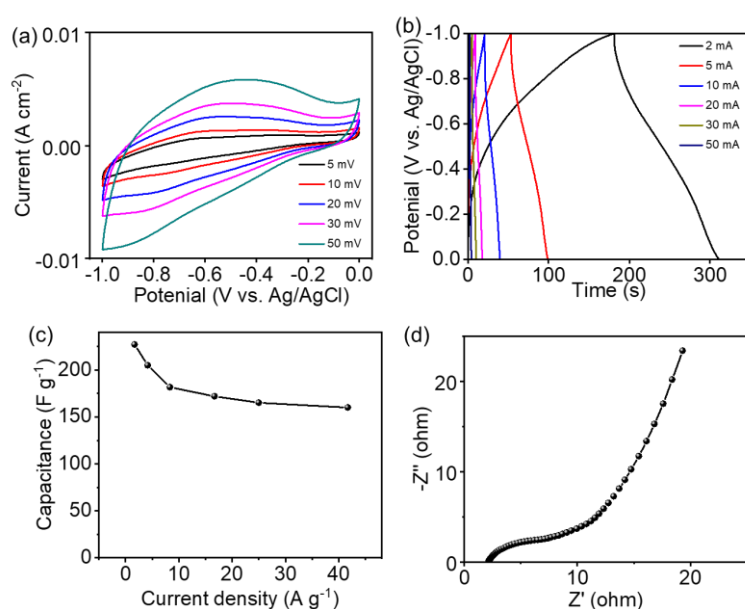 (a)
0.01
0.00
-0.01
Current (A cm⁻²)
5 mV
10 mV
20 mV
30 mV
50 mV
-1.0 -0.8 -0.6 -0.4 -0.2 0.0
Potenial (V vs. Ag/AgCl)
(b)
-1.0
-0.8
-0.6
-0.4
-0.2
0.0
Potenial (V vs. Ag/AgCl)
2 mA
5 mA
10 mA
20 mA
30 mA
50 mA
0 100 200 300
Time (s)
(c)
200
150
100
50
0
Capacitance (F g⁻¹)
0 10 20 30 40
Current density (A g⁻¹)
(d)
20
10
0
-Z" (ohm)
0 10 20
Z' (ohm)